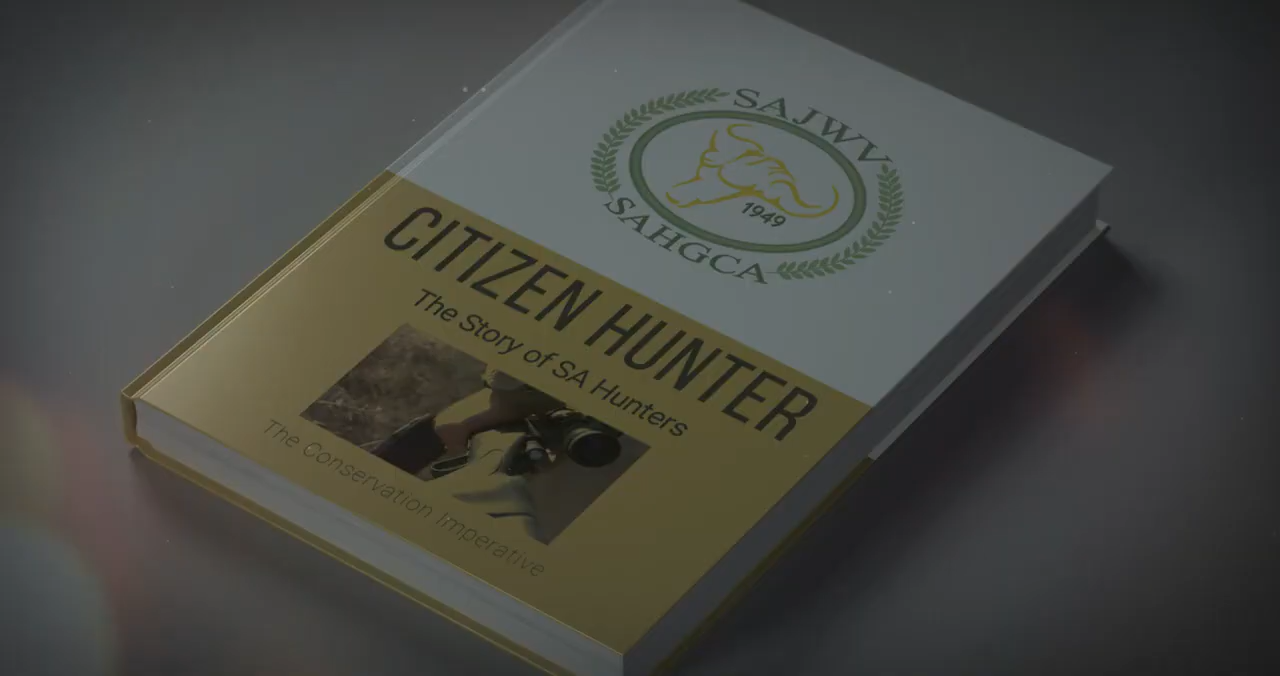 SAJWV
1949
SAHGCA
CITIZEN HUNTER
The Story of SA Hunters
The Conservation Imperative